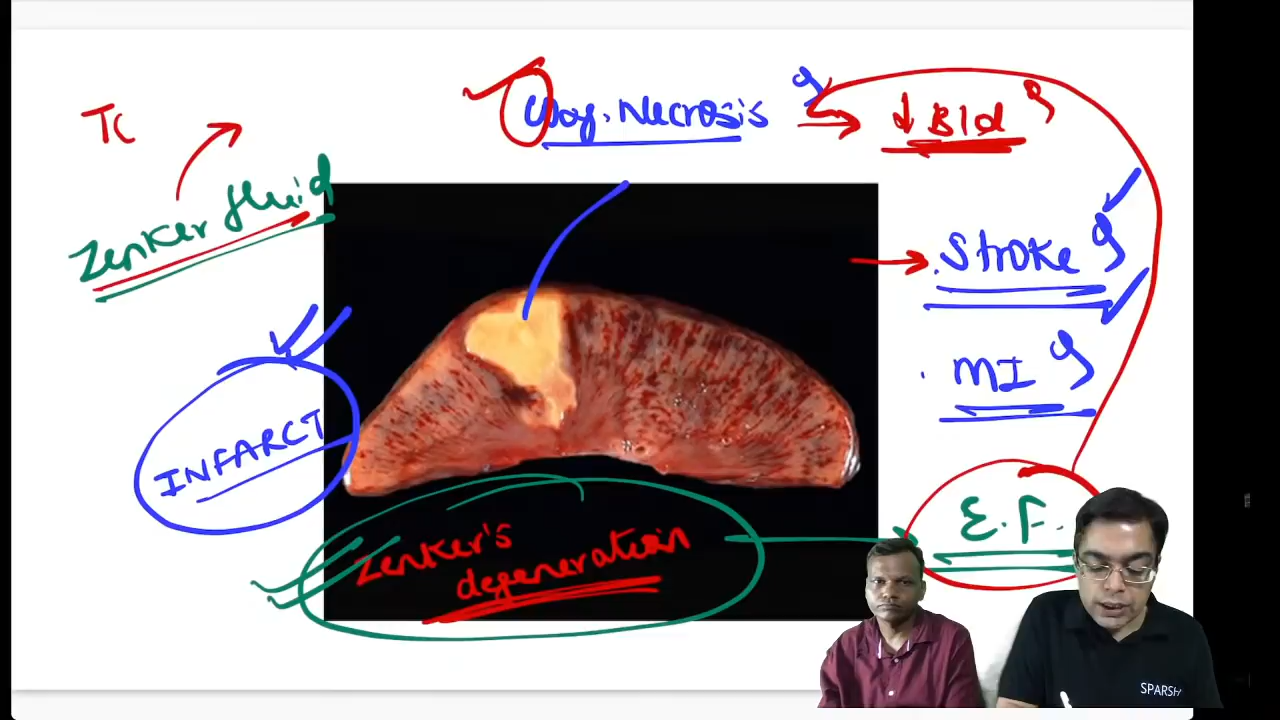 Coag. Necrosis → ↓ Bld
TC
Zenker fluid
Stroke
MI
INFARCT
E.F.
Zenker's
degeneration
SPARSH